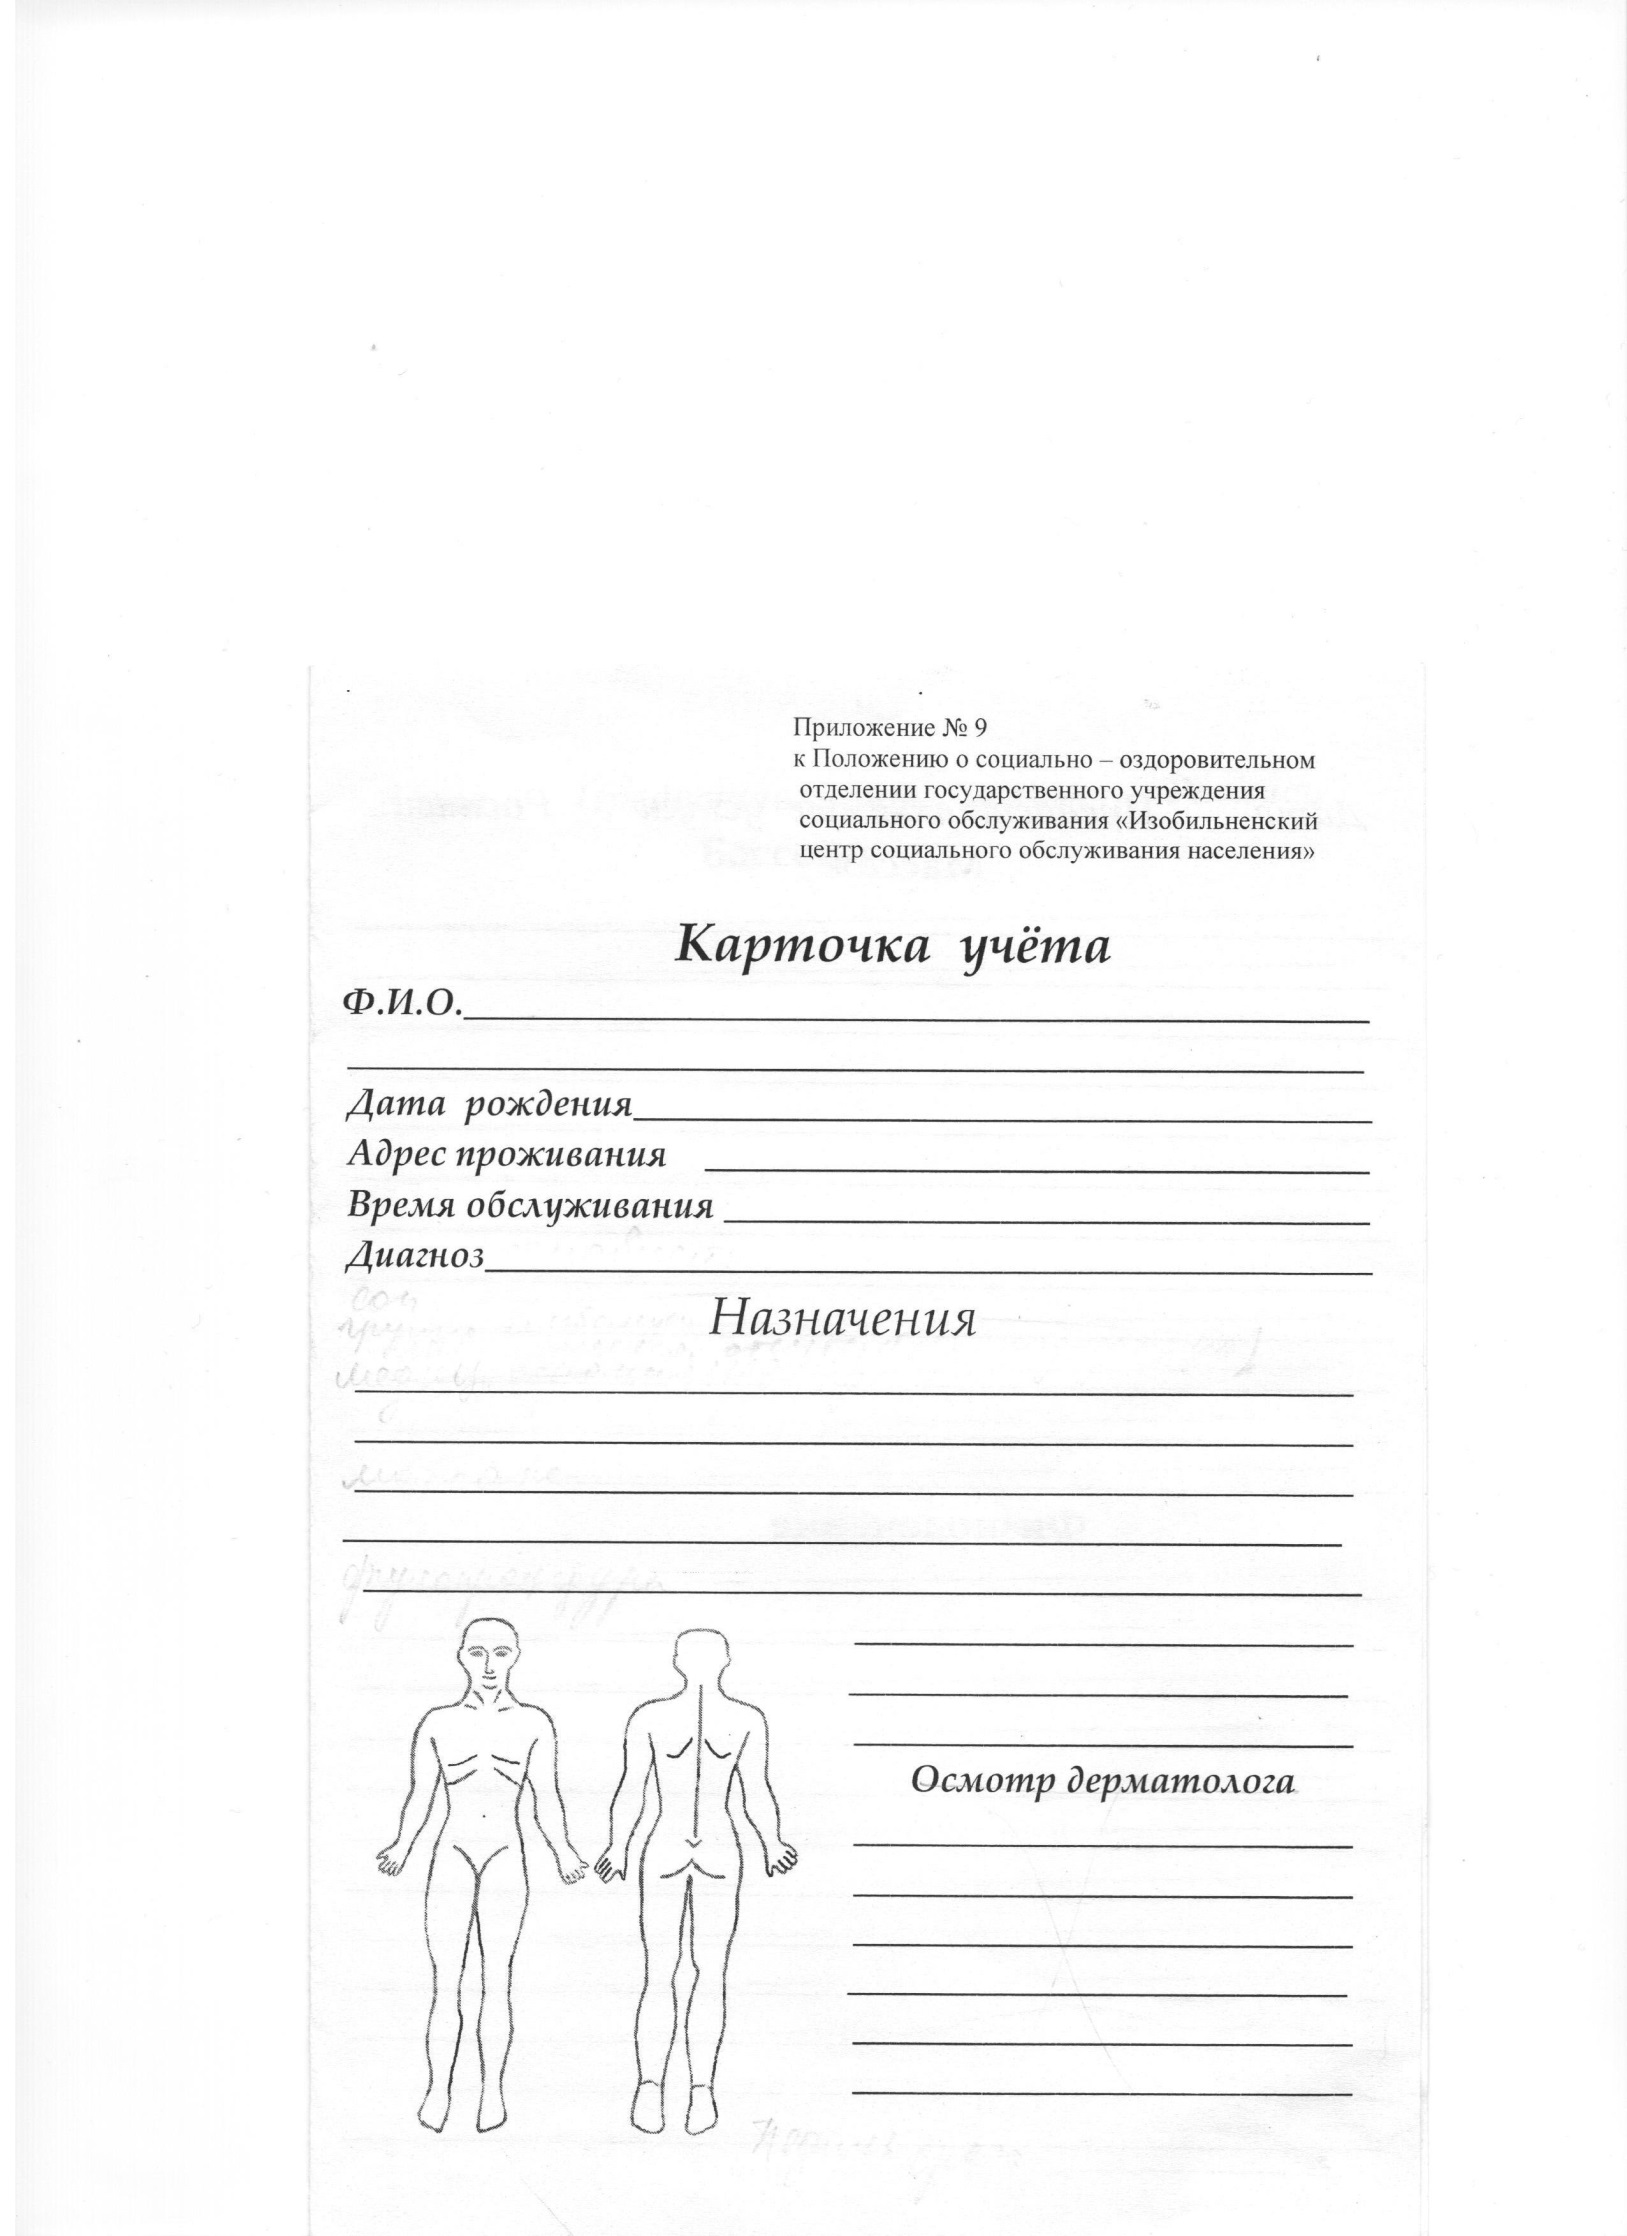 Приложение № 9
к Положению о социально – оздоровительном
отделении государственного учреждения
социального обслуживания «Изобильненский
центр социального обслуживания населения»
Карточка учёта
Ф.И.О.
Дата рождения
Адрес проживания
Время обслуживания
Диагноз
Назначения
Осмотр дерматолога